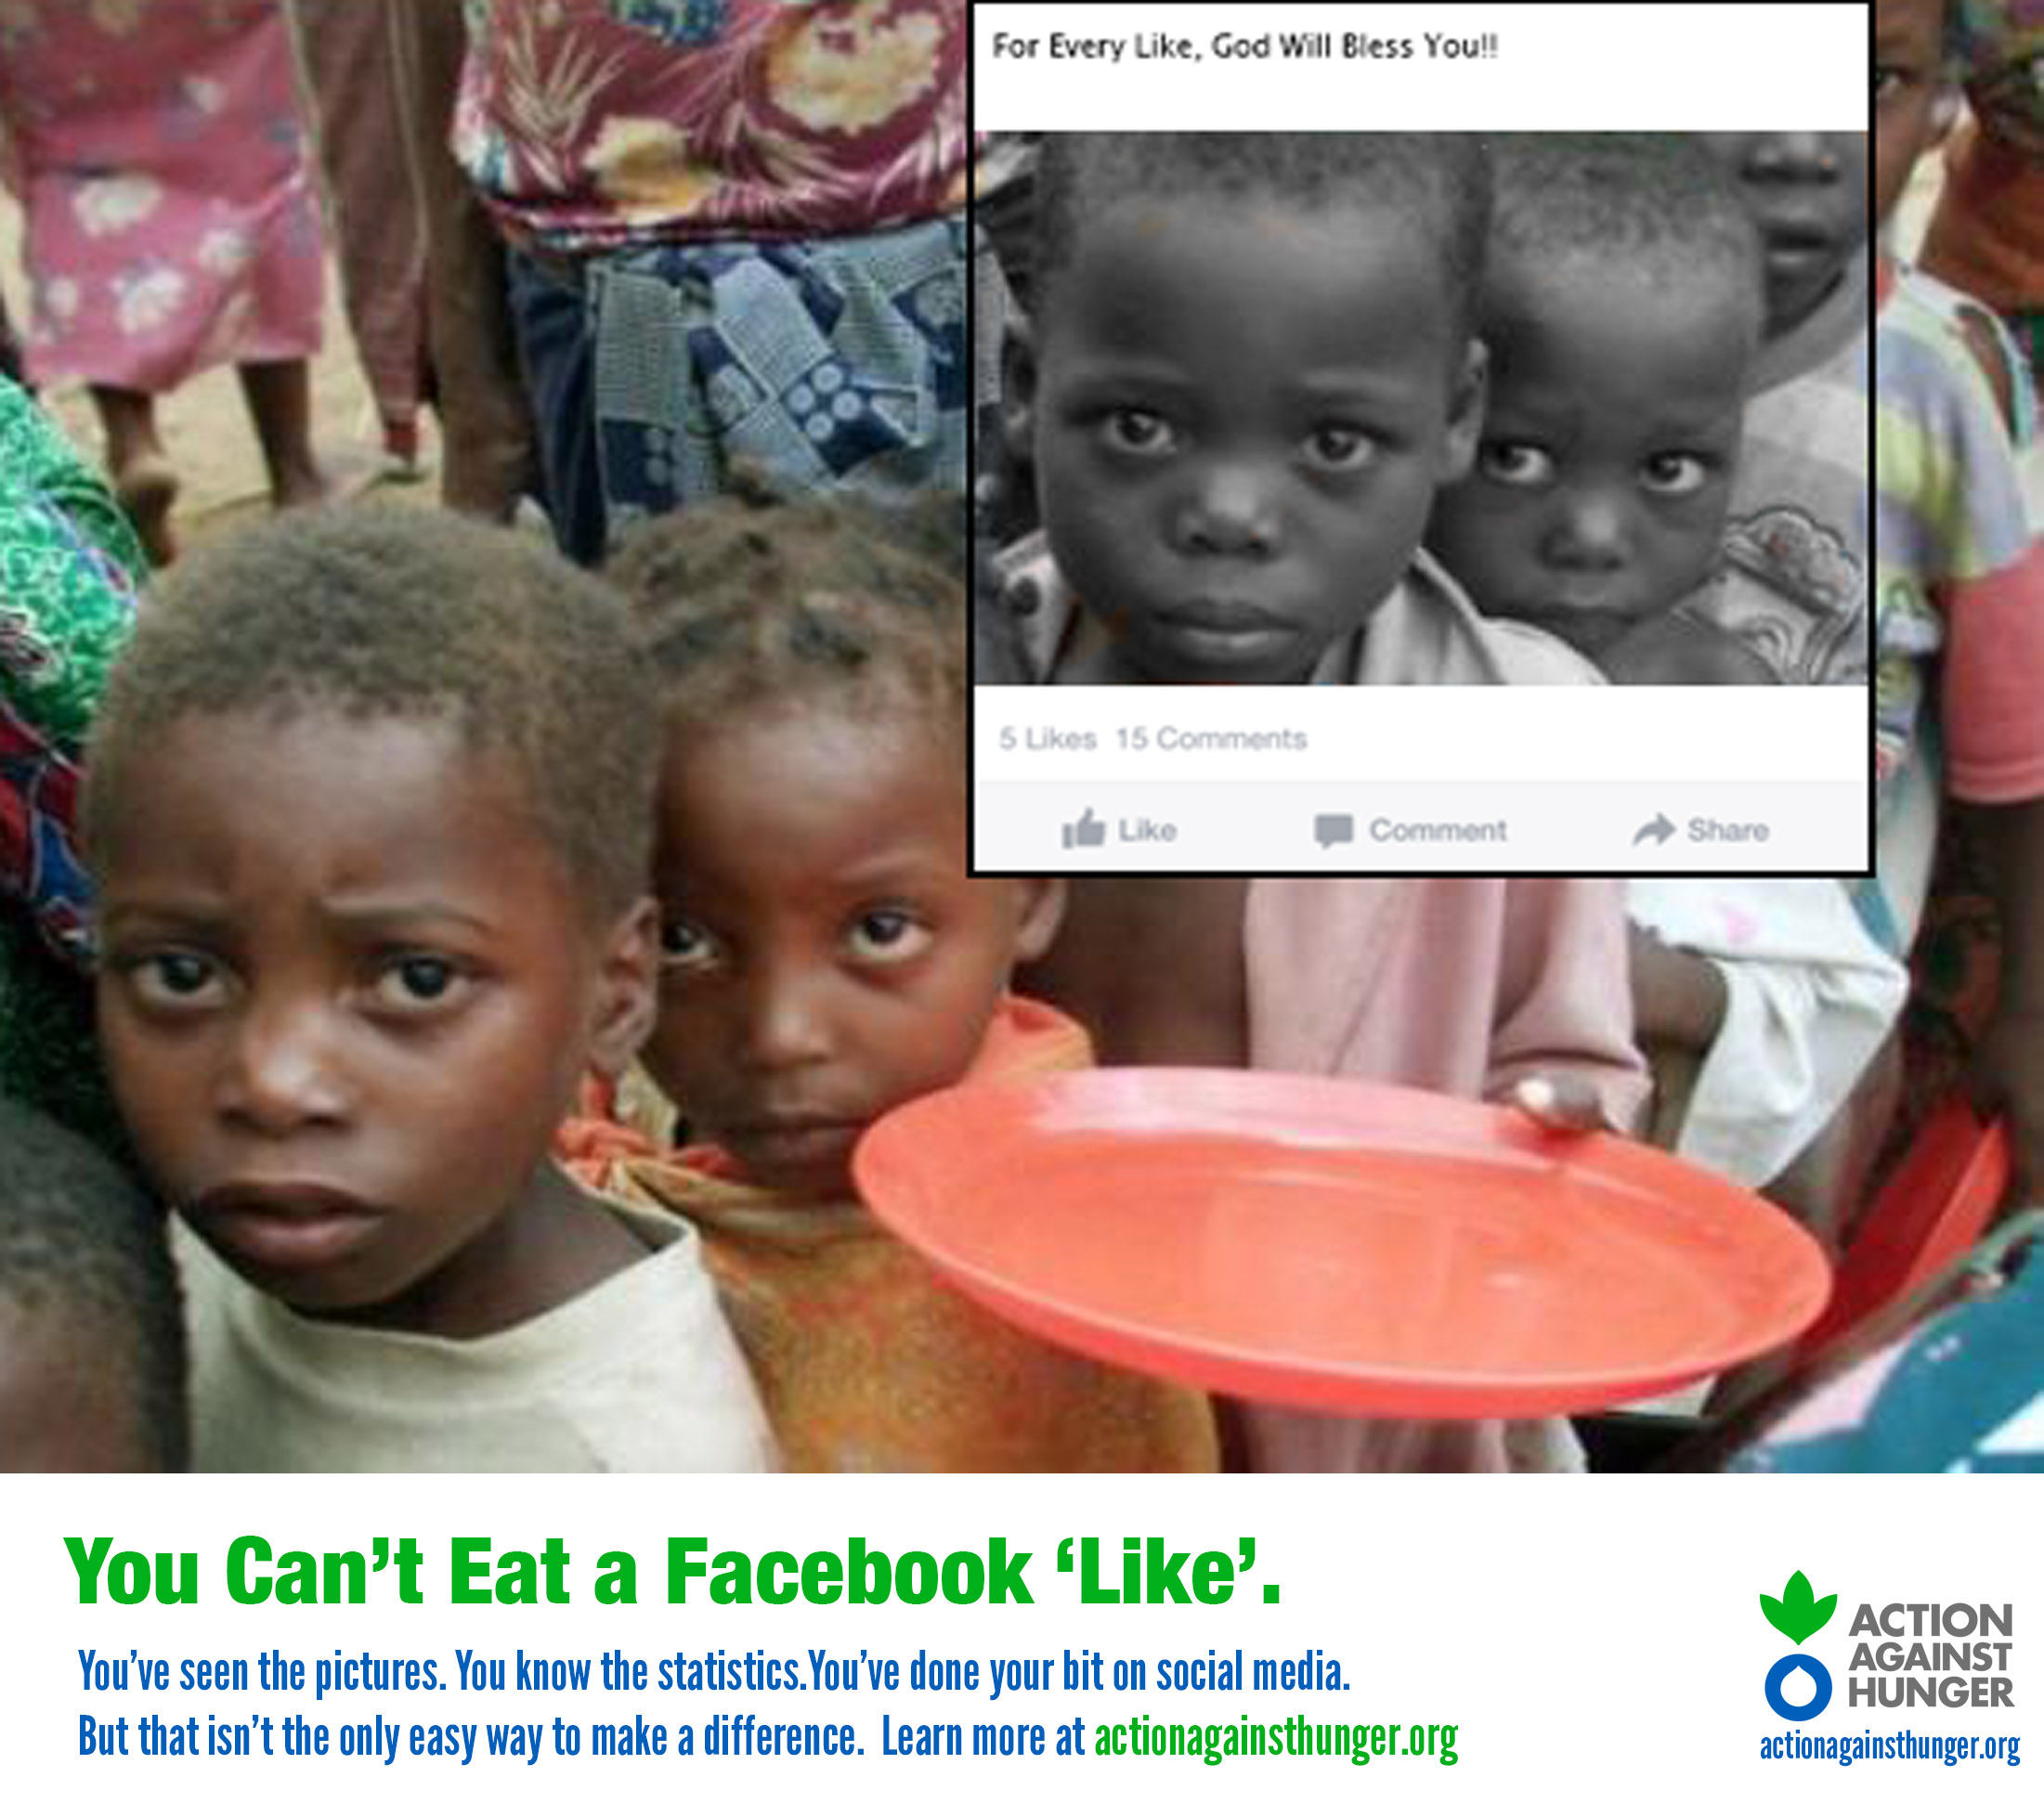 For Every Like, God Will Bless You!!
5 Likes 15 Comments
Like Comment Share
You Can’t Eat a Facebook ‘Like’.
You’ve seen the pictures. You know the statistics.You’ve done your bit on social media.
But that isn’t the only easy way to make a difference. Learn more at actionagainsthunger.org
ACTION
AGAINST
HUNGER
actionagainsthunger.org